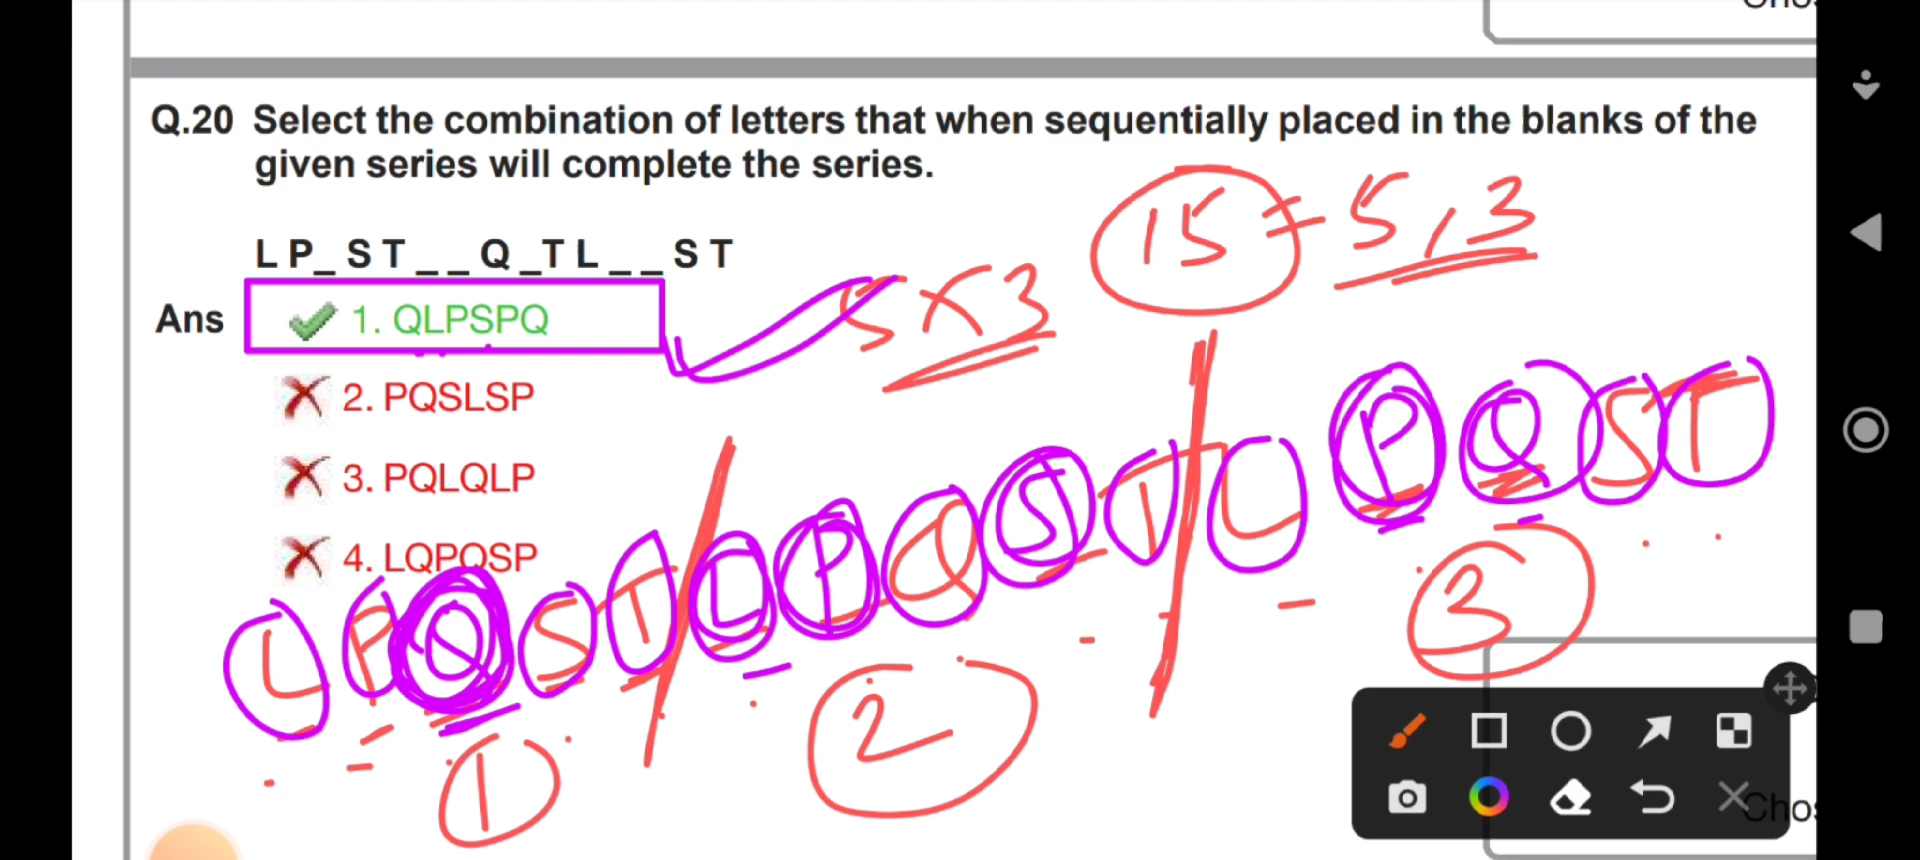 Q.20 Select the combination of letters that when sequentially placed in the blanks of the
given series will complete the series.
15 = 5, 3
L P _ S T _ _ Q _ T L _ _ S T
5 X 3
Ans 1. QLPSPQ
2. PQSLSP
3. PQLQLP
4. LQPQSP
L P Q S T L P Q S T L P Q S T
1 2 3